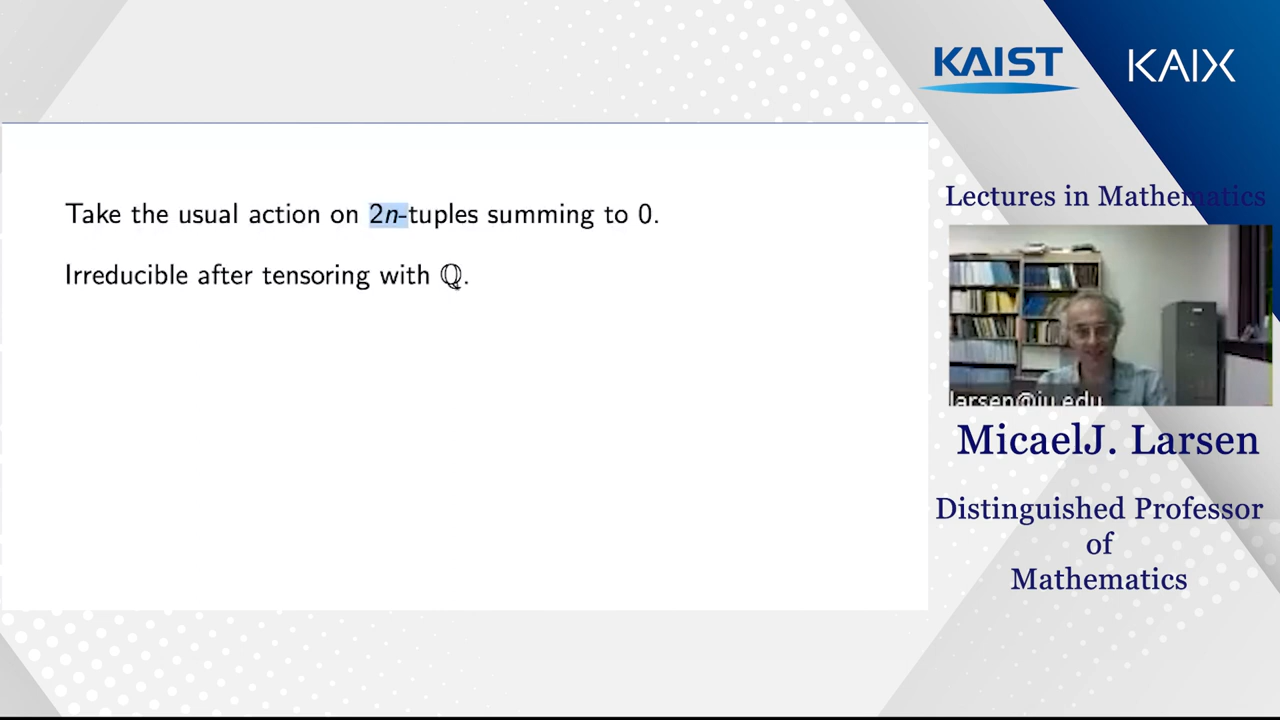 KAIST KAIX
Take the usual action on 2n-tuples summing to 0.
Irreducible after tensoring with ℚ.
Lectures in Mathematics
larsen@iu.edu
MicaelJ. Larsen
Distinguished Professor
of
Mathematics